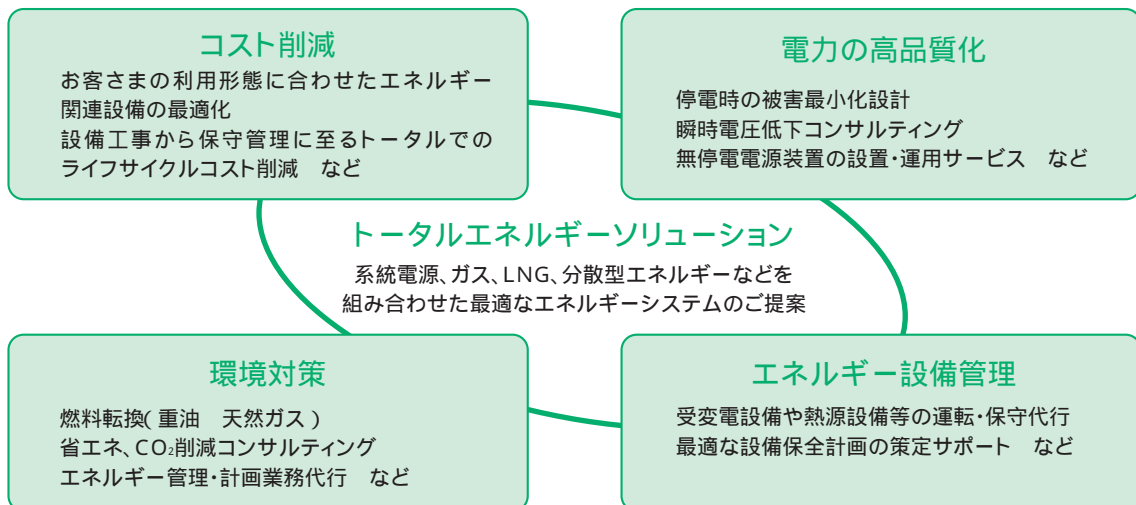 コスト削減
お客さまの利用形態に合わせたエネルギー
関連設備の最適化
設備工事から保守管理に至るトータルでの
ライフサイクルコスト削減　など
電力の高品質化
停電時の被害最小化設計
瞬時電圧低下コンサルティング
無停電電源装置の設置・運用サービス　など
トータルエネルギーソリューション
系統電源、ガス、LNG、分散型エネルギーなどを
組み合わせた最適なエネルギーシステムのご提案
環境対策
燃料転換（重油　天然ガス）
省エネ、CO₂削減コンサルティング
エネルギー管理・計画業務代行　など
エネルギー設備管理
受変電設備や熱源設備等の運転・保守代行
最適な設備保全計画の策定サポート　など